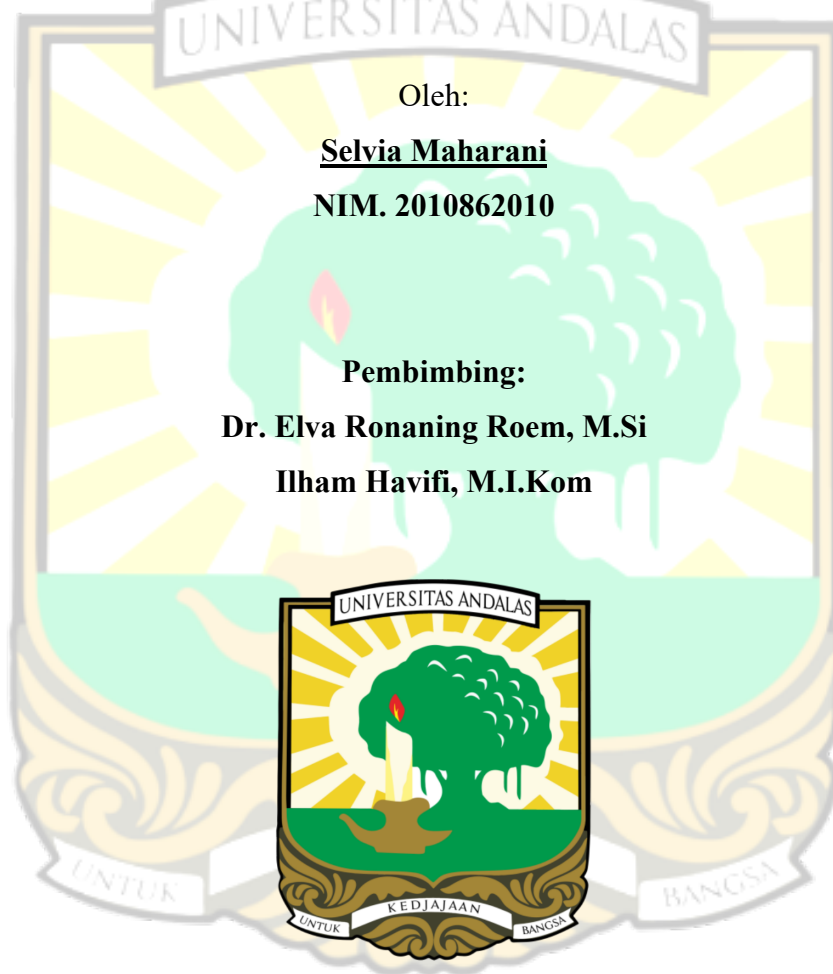 UNIVERSITAS ANDALAS
Oleh:
Selvia Maharani
NIM. 2010862010
Pembimbing:
Dr. Elva Ronaning Roem, M.Si
Ilham Havifi, M.I.Kom
UNIVERSITAS ANDALAS
UNTUK BANGSA
UNTUK KEDJAJAAN BANGSA